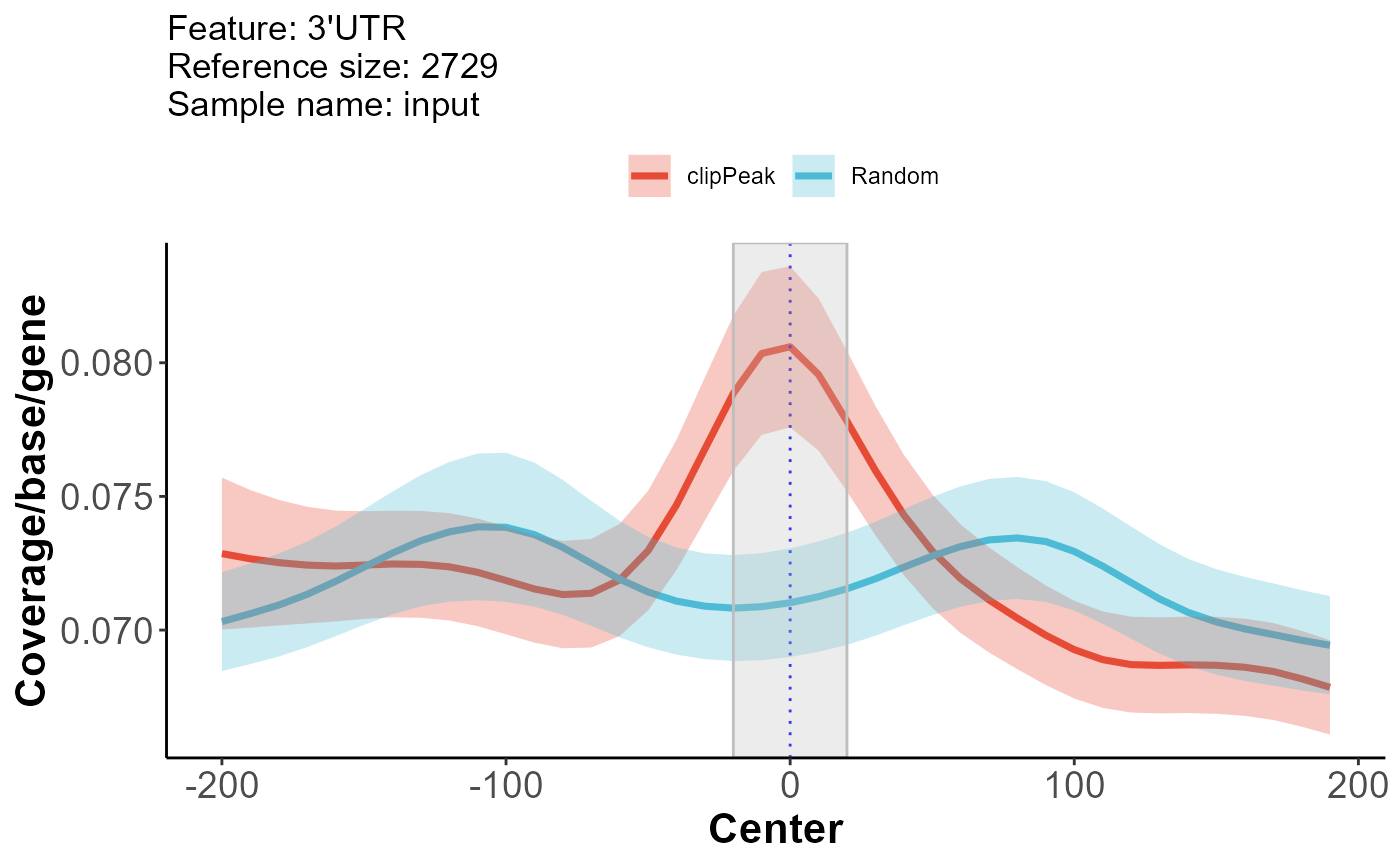 Feature: 3'UTR
Reference size: 2729
Sample name: input
clipPeak Random
Coverage/base/gene
0.080
0.075
0.070
-200 -100 0 100 200
Center